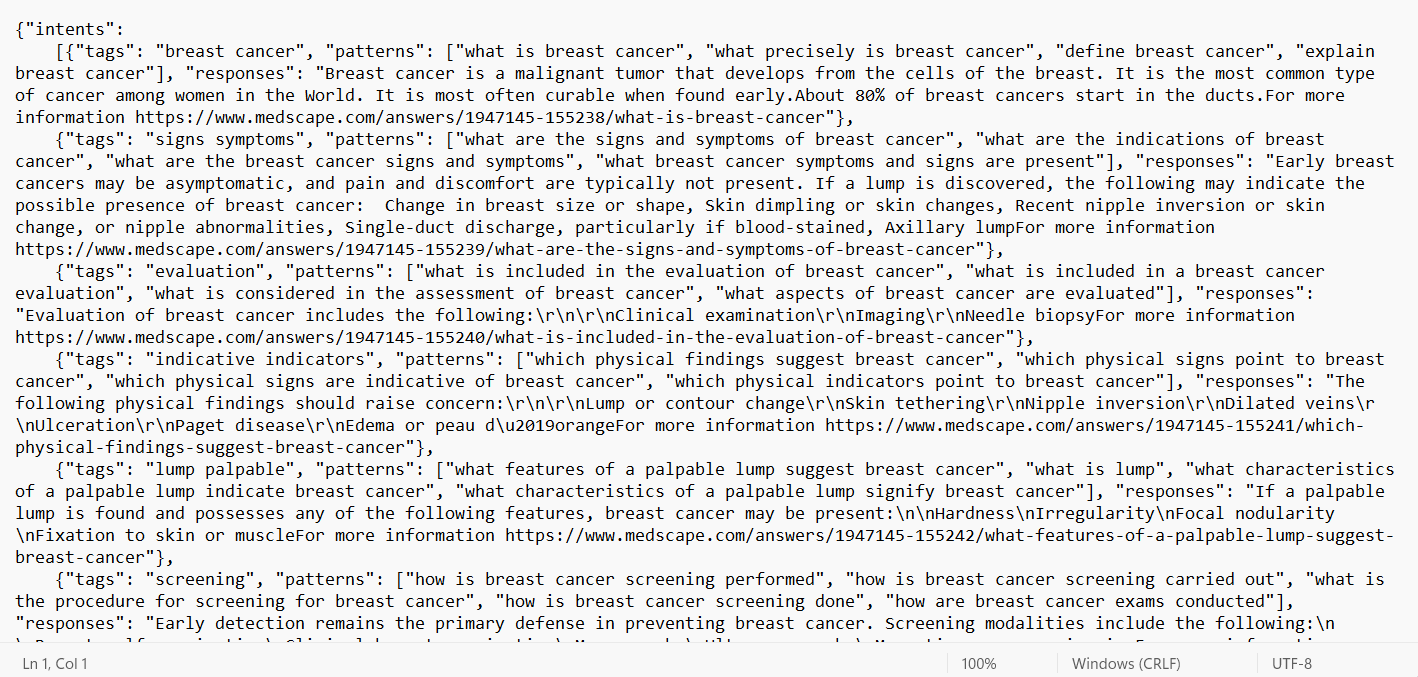 {"intents":
    [{"tags": "breast cancer", "patterns": ["what is breast cancer", "what precisely is breast cancer", "define breast cancer", "explain
breast cancer"], "responses": "Breast cancer is a malignant tumor that develops from the cells of the breast. It is the most common type
of cancer among women in the World. It is most often curable when found early.About 80% of breast cancers start in the ducts.For more
information https://www.medscape.com/answers/1947145-155238/what-is-breast-cancer"},
    {"tags": "signs symptoms", "patterns": ["what are the signs and symptoms of breast cancer", "what are the indications of breast
cancer", "what are the breast cancer signs and symptoms", "what breast cancer symptoms and signs are present"], "responses": "Early breast
cancers may be asymptomatic, and pain and discomfort are typically not present. If a lump is discovered, the following may indicate the
possible presence of breast cancer:  Change in breast size or shape, Skin dimpling or skin changes, Recent nipple inversion or skin
change, or nipple abnormalities, Single-duct discharge, particularly if blood-stained, Axillary lumpFor more information
https://www.medscape.com/answers/1947145-155239/what-are-the-signs-and-symptoms-of-breast-cancer"},
    {"tags": "evaluation", "patterns": ["what is included in the evaluation of breast cancer", "what is included in a breast cancer
evaluation", "what is considered in the assessment of breast cancer", "what aspects of breast cancer are evaluated"], "responses":
"Evaluation of breast cancer includes the following:\r\n\r\nClinical examination\r\nImaging\r\nNeedle biopsyFor more information
https://www.medscape.com/answers/1947145-155240/what-is-included-in-the-evaluation-of-breast-cancer"},
    {"tags": "indicative indicators", "patterns": ["which physical findings suggest breast cancer", "which physical signs point to breast
cancer", "which physical signs are indicative of breast cancer", "which physical indicators point to breast cancer"], "responses": "The
following physical findings should raise concern:\r\n\r\nLump or contour change\r\nSkin tethering\r\nNipple inversion\r\nDilated veins\r
\nUlceration\r\nPaget disease\r\nEdema or peau d\u2019orangeFor more information https://www.medscape.com/answers/1947145-155241/which-
physical-findings-suggest-breast-cancer"},
    {"tags": "lump palpable", "patterns": ["what features of a palpable lump suggest breast cancer", "what is lump", "what characteristics
of a palpable lump indicate breast cancer", "what characteristics of a palpable lump signify breast cancer"], "responses": "If a palpable
lump is found and possesses any of the following features, breast cancer may be present:\n\nHardness\nIrregularity\nFocal nodularity
\nFixation to skin or muscleFor more information https://www.medscape.com/answers/1947145-155242/what-features-of-a-palpable-lump-suggest-
breast-cancer"},
    {"tags": "screening", "patterns": ["how is breast cancer screening performed", "how is breast cancer screening carried out", "what is
the procedure for screening for breast cancer", "how is breast cancer screening done", "how are breast cancer exams conducted"],
"responses": "Early detection remains the primary defense in preventing breast cancer. Screening modalities include the following:\n
Ln 1, Col 1
100%
Windows (CRLF)
UTF-8